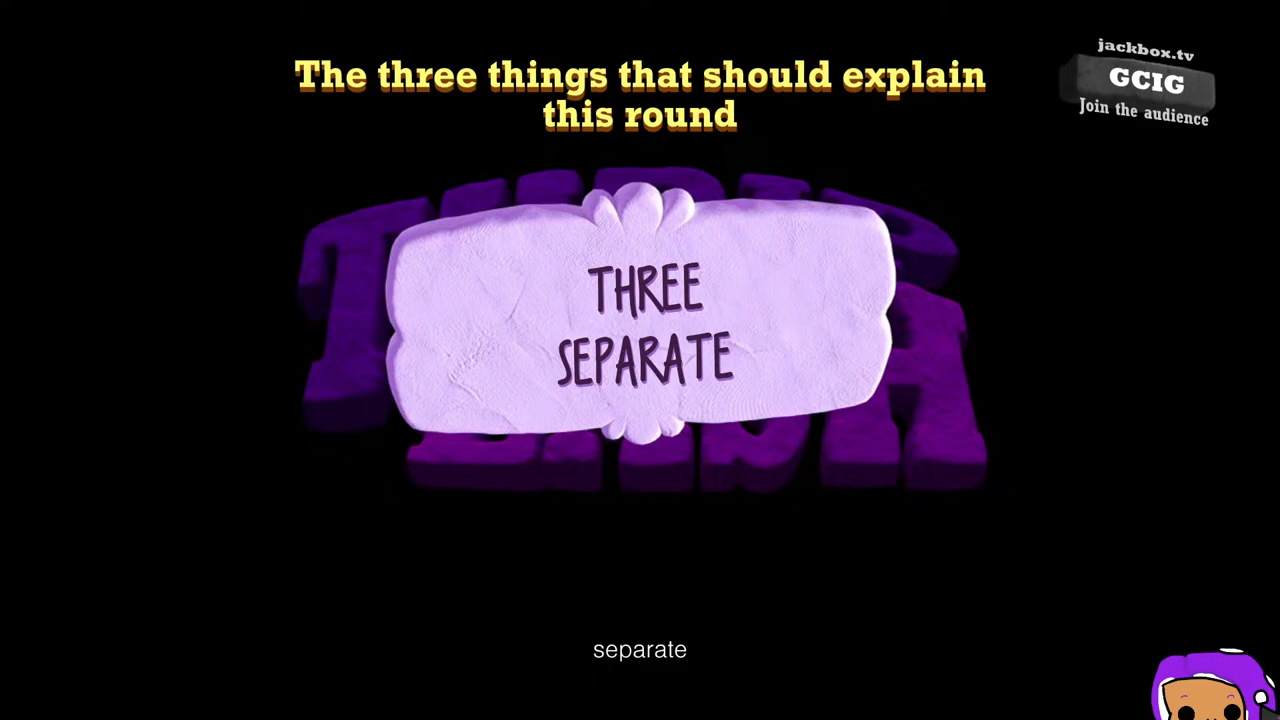 The three things that should explain
this round
jackbox.tv
GCIG
Join the audience
THREE
SEPARATE
separate